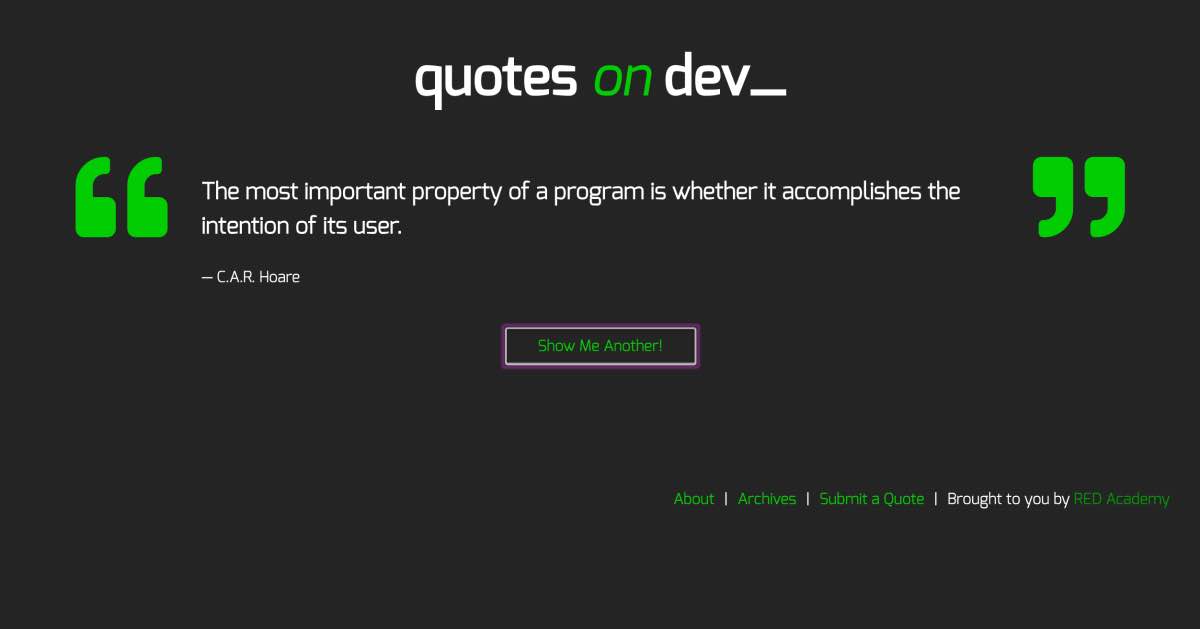 quotes on dev_
The most important property of a program is whether it accomplishes the
intention of its user.
— C.A.R. Hoare
Show Me Another!
About | Archives | Submit a Quote | Brought to you by RED Academy